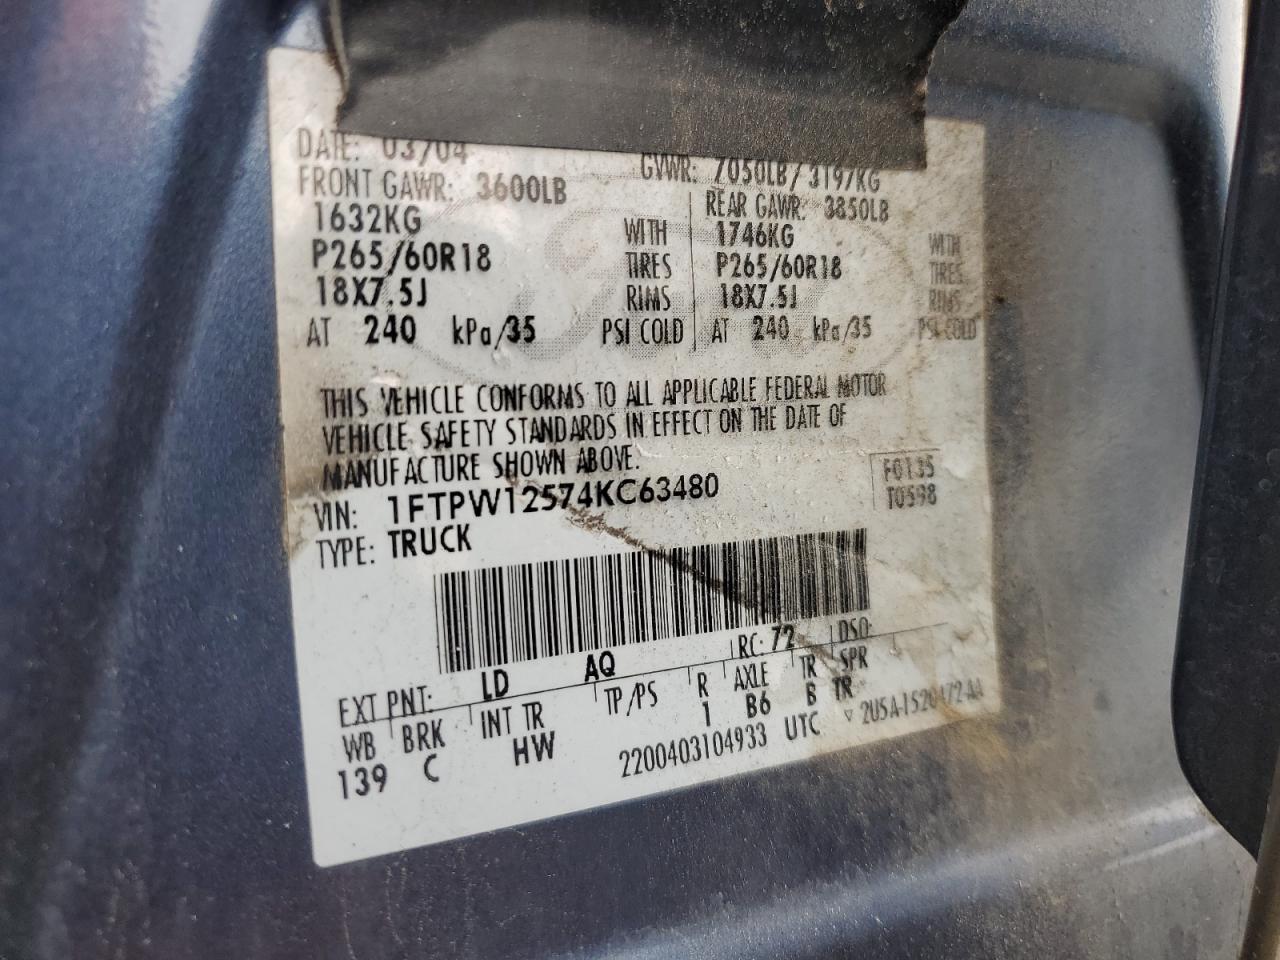 DATE: 03/04 GVWR: 7050LB / 3197KG
FRONT GAWR: 3600LB REAR GAWR: 3850LB
1632KG WITH 1746KG WITH
P265/60R18 TIRES P265/60R18 TIRES
18X7.5J RIMS 18X7.5J RIMS
AT 240 kPa/35 PSI COLD AT 240 kPa/35 PSI COLD
THIS VEHICLE CONFORMS TO ALL APPLICABLE FEDERAL MOTOR
VEHICLE SAFETY STANDARDS IN EFFECT ON THE DATE OF
MANUFACTURE SHOWN ABOVE.
F0135
T0598
VIN: 1FTPW12574KC63480
TYPE: TRUCK
EXT PNT: LD AQ RC: 72 DSO:
WB BRK INT TR TP/PS R AXLE TR SPR
139 C HW 1 B6 B TR
2200403104933 UTC